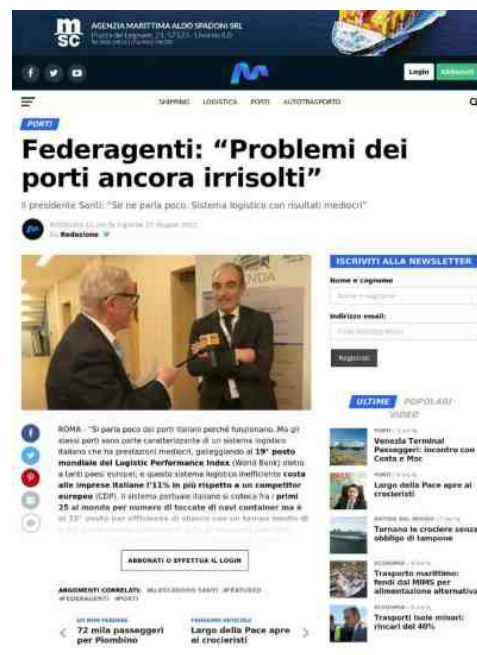 msc
AGENZIA MARITTIMA ALDO SPADONI SRL
Login
Abbonati
SHIPPING LOGISTICA PORTI AUTOTRASPORTO
PORTI
Federagenti: “Problemi dei
porti ancora irrisolti”
Il presidente Santi: "Se ne parla poco. Sistema logistico con risultati mediocri"
Redazione
ISCRIVITI ALLA NEWSLETTER
Nome e cognome
Nome e cognome
Indirizzo email:
Registrati
ULTIME POPOLARI
VIDEO
Venezia Terminal
Passeggeri: incontro con
Costa e Msc
Largo della Pace apre ai
crocieristi
Tornano le crociere senza
obbligo di tampone
Trasporto marittimo:
fondi dal MIMS per
alimentazione alternativa
Trasporti isole minori:
rincari del 40%
ROMA - "Si parla poco dei porti italiani perché funzionano. Ma gli
stessi porti sono parte caratterizzante di un sistema logistico
italiano che ha prestazioni mediocri, galleggiando al 19° posto
mondiale del Logistic Performance Index (World Bank) dietro
a tanti paesi europei, e questo sistema logistico inefficiente costa
alle imprese italiane l'11% in più rispetto a un competitor
europeo (CDP). Il sistema portuale italiano si colloca fra i primi
25 al mondo per numero di toccate di navi container ma è
ABBONATI O EFFETTUA IL LOGIN
ARGOMENTI CORRELATI: #ALESSANDRO SANTI #FEATURED
#FEDERAGENTI #PORTI
72 mila passeggeri
per Piombino
Largo della Pace apre
ai crocieristi